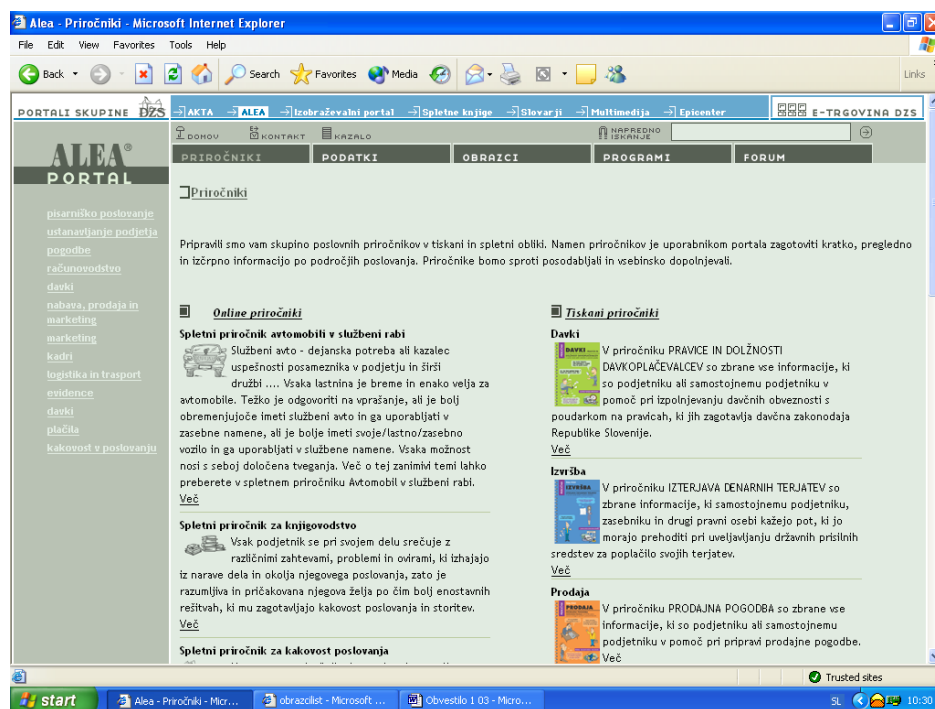 Alea - Priročniki - Microsoft Internet Explorer
File Edit View Favorites Tools Help
Back Search Favorites Media Links
PORTALI SKUPINE DZS AKTA ALEA Izobraževalni portal Spletne knjige Slovarji Multimedija Epicenter E-TRGOVINA DZS
DOMOV KONTAKT KAZALO NAPREDNO ISKANJE
ALEA®
PORTAL
PRIROČNIKI PODATKI OBRAZCI PROGRAMI FORUM
pisarniško poslovanje
ustanavljanje podjetja
pogodbe
računovodstvo
davki
nabava, prodaja in
marketing
marketing
kadri
logistika in trasport
evidence
davki
plačila
kakovost v poslovanju
Priročniki
Pripravili smo vam skupino poslovnih priročnikov v tiskani in spletni obliki. Namen priročnikov je uporabnikom portala zagotoviti kratko, pregledno
in izčrpno informacijo po področjih poslovanja. Priročnike bomo sproti posodabljali in vsebinsko dopolnjevali.
Online priročniki
Spletni priročnik avtomobili v službeni rabi
Službeni avto - dejanska potreba ali kazalec
uspešnosti posameznika v podjetju in širši
družbi .... Vsaka lastnina je breme in enako velja za
avtomobile. Težko je odgovoriti na vprašanje, ali je bolj
obremenjujoče imeti službeni avto in ga uporabljati v
zasebne namene, ali je bolje imeti svoje/lastno/zasebno
vozilo in ga uporabljati v službene namene. Vsaka možnost
nosi s seboj določena tveganja. Več o tej zanimivi temi lahko
preberete v spletnem priročniku Avtomobil v službeni rabi.
Več
Spletni priročnik za knjigovodstvo
Vsak podjetnik se pri svojem delu srečuje z
različnimi zahtevami, problemi in ovirami, ki izhajajo
iz narave dela in okolja njegovega poslovanja, zato je
razumljiva in pričakovana njegova želja po čim bolj enostavnih
rešitvah, ki mu zagotavljajo kakovost poslovanja in storitev.
Več
Spletni priročnik za kakovost poslovanja
Tiskani priročniki
Davki
DAVKI
V priročniku PRAVICE IN DOLŽNOSTI
DAVKOPLAČEVALCEV so zbrane vse informacije, ki
so podjetniku ali samostojnemu podjetniku v
pomoč pri izpolnjevanju davčnih obveznosti s
poudarkom na pravicah, ki jih zagotavlja davčna zakonodaja
Republike Slovenije.
Več
Izvršba
IZVRŠBA
V priročniku IZTERJAVA DENARNIH TERJATEV so
zbrane informacije, ki samostojnemu podjetniku,
zasebniku in drugi pravni osebi kažejo pot, ki jo
morajo prehoditi pri uveljavljanju državnih prisilnih
sredstev za poplačilo svojih terjatev.
Več
Prodaja
PRODAJA
V priročniku PRODAJNA POGODBA so zbrane vse
informacije, ki so podjetniku ali samostojnemu
podjetniku v pomoč pri pripravi prodajne pogodbe.
Več
Trusted sites
start Alea - Priročniki - Micr... obrazcilist - Microsoft ... Obvestilo 1 03 - Micro... SL 10:30